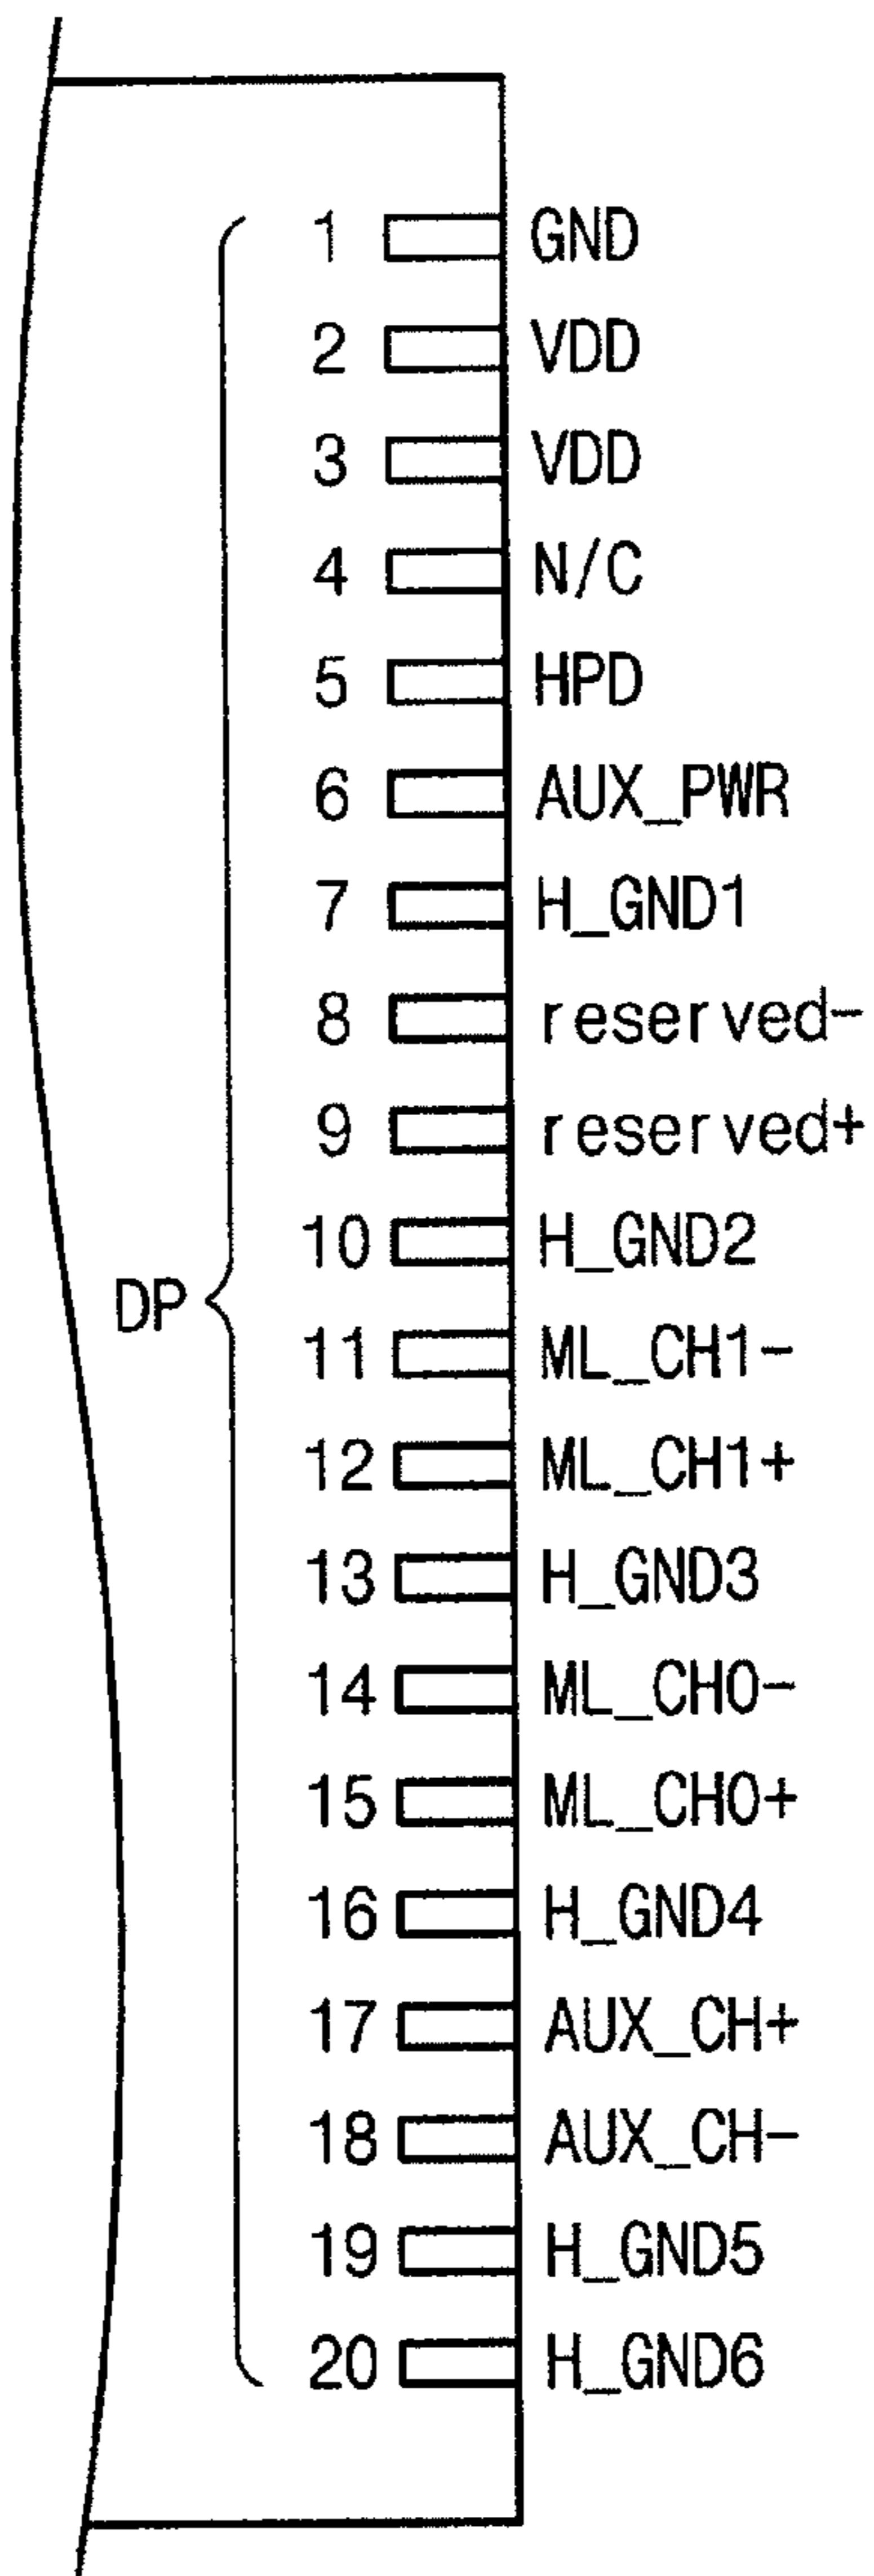 1 GND
2 VDD
3 VDD
4 N/C
5 HPD
6 AUX_PWR
7 H_GND1
8 reserved-
9 reserved+
10 H_GND2
DP
11 ML_CH1-
12 ML_CH1+
13 H_GND3
14 ML_CH0-
15 ML_CH0+
16 H_GND4
17 AUX_CH+
18 AUX_CH-
19 H_GND5
20 H_GND6